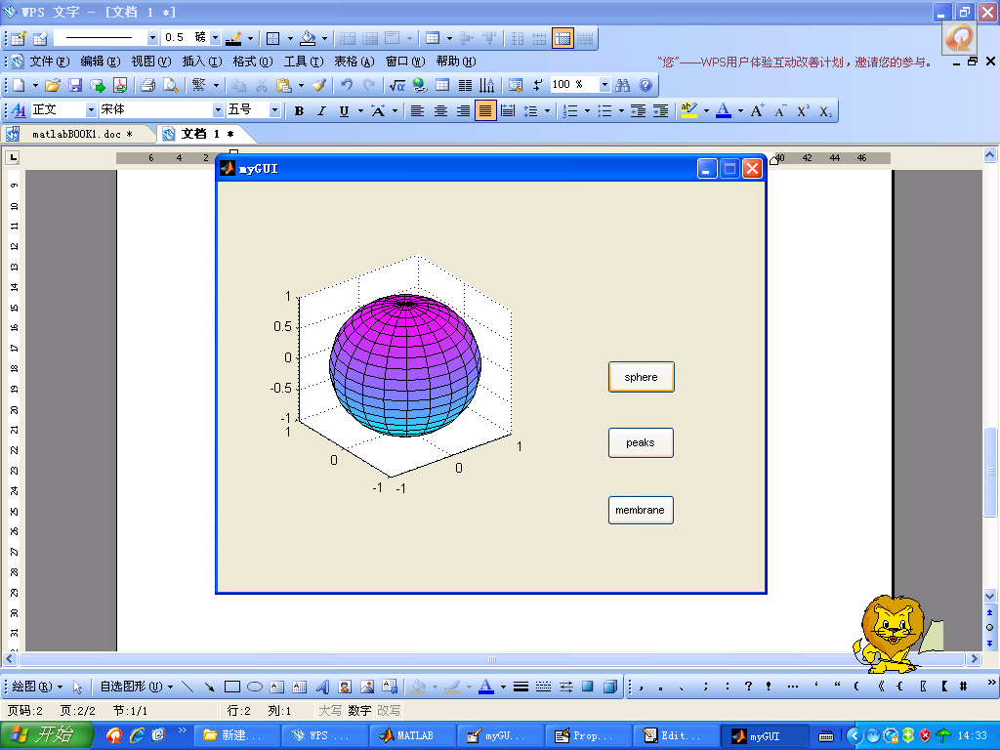 WPS 文字 - [文档 1 *]
0.5 磅
文件(F) 编辑(E) 视图(V) 插入(I) 格式(O) 工具(T) 表格(A) 窗口(W) 帮助(H) “您”——WPS用户体验互动改善计划，邀请您的参与。
繁 100 %
正文 宋体 五号 B I U A A A A X² X₂
matlabBOOK1.doc * 文档 1 *
6 4 2 40 42 44 46
myGUI
9
10
11
12
13
14
15
16
17
18
19
20
21
22
23
24
25
26
27
28
29
30
31
1
0.5
0
-0.5
-1
1
0
-1 -1
0
1
sphere
peaks
membrane
绘图(R) 自选图形(U) A , 。 、 ; : ? ! … “ ( 《 { 〖 【 #
页码:2 页:2/2 节:1/1 行:2 列:1 大写 数字 改写
开始 新建... WPS ... MATLAB myGU... Prop... Edit... myGUI 14:33